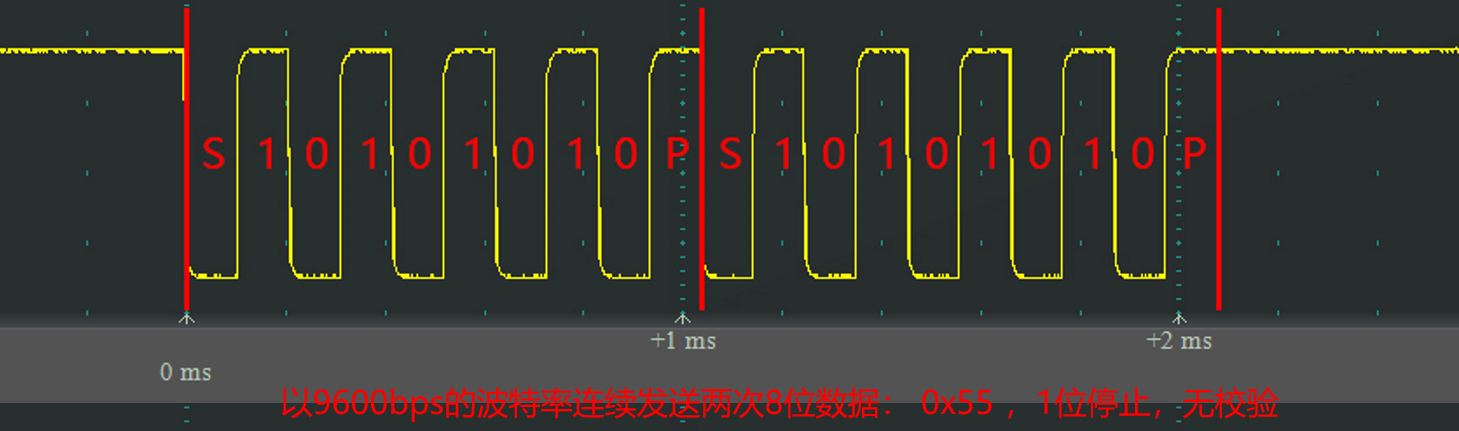 S 1 0 1 0 1 0 1 0 P S 1 0 1 0 1 0 1 0 P
+1 ms +2 ms
0 ms
以9600bps的波特率连续发送两次8位数据： 0x55 ，1位停止，无校验